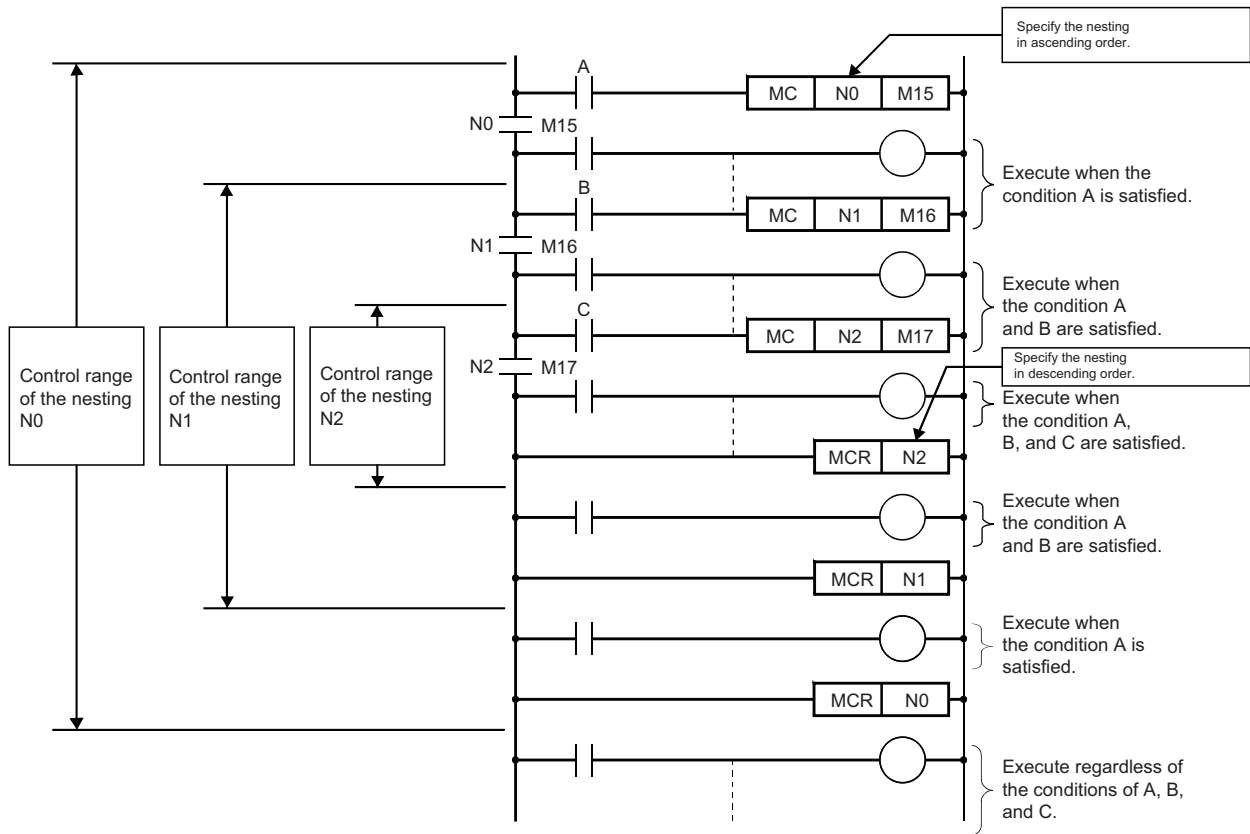 Specify the nesting
in ascending order.
A
MC N0 M15
N0 M15
Execute when the
condition A is satisfied.
B
MC N1 M16
N1 M16
Execute when
the condition A
and B are satisfied.
C
MC N2 M17
N2 M17
Specify the nesting
in descending order.
Control range
of the nesting
N0
Control range
of the nesting
N1
Control range
of the nesting
N2
Execute when
the condition A,
B, and C are satisfied.
MCR N2
Execute when
the condition A
and B are satisfied.
MCR N1
Execute when
the condition A is
satisfied.
MCR N0
Execute regardless of
the conditions of A, B,
and C.